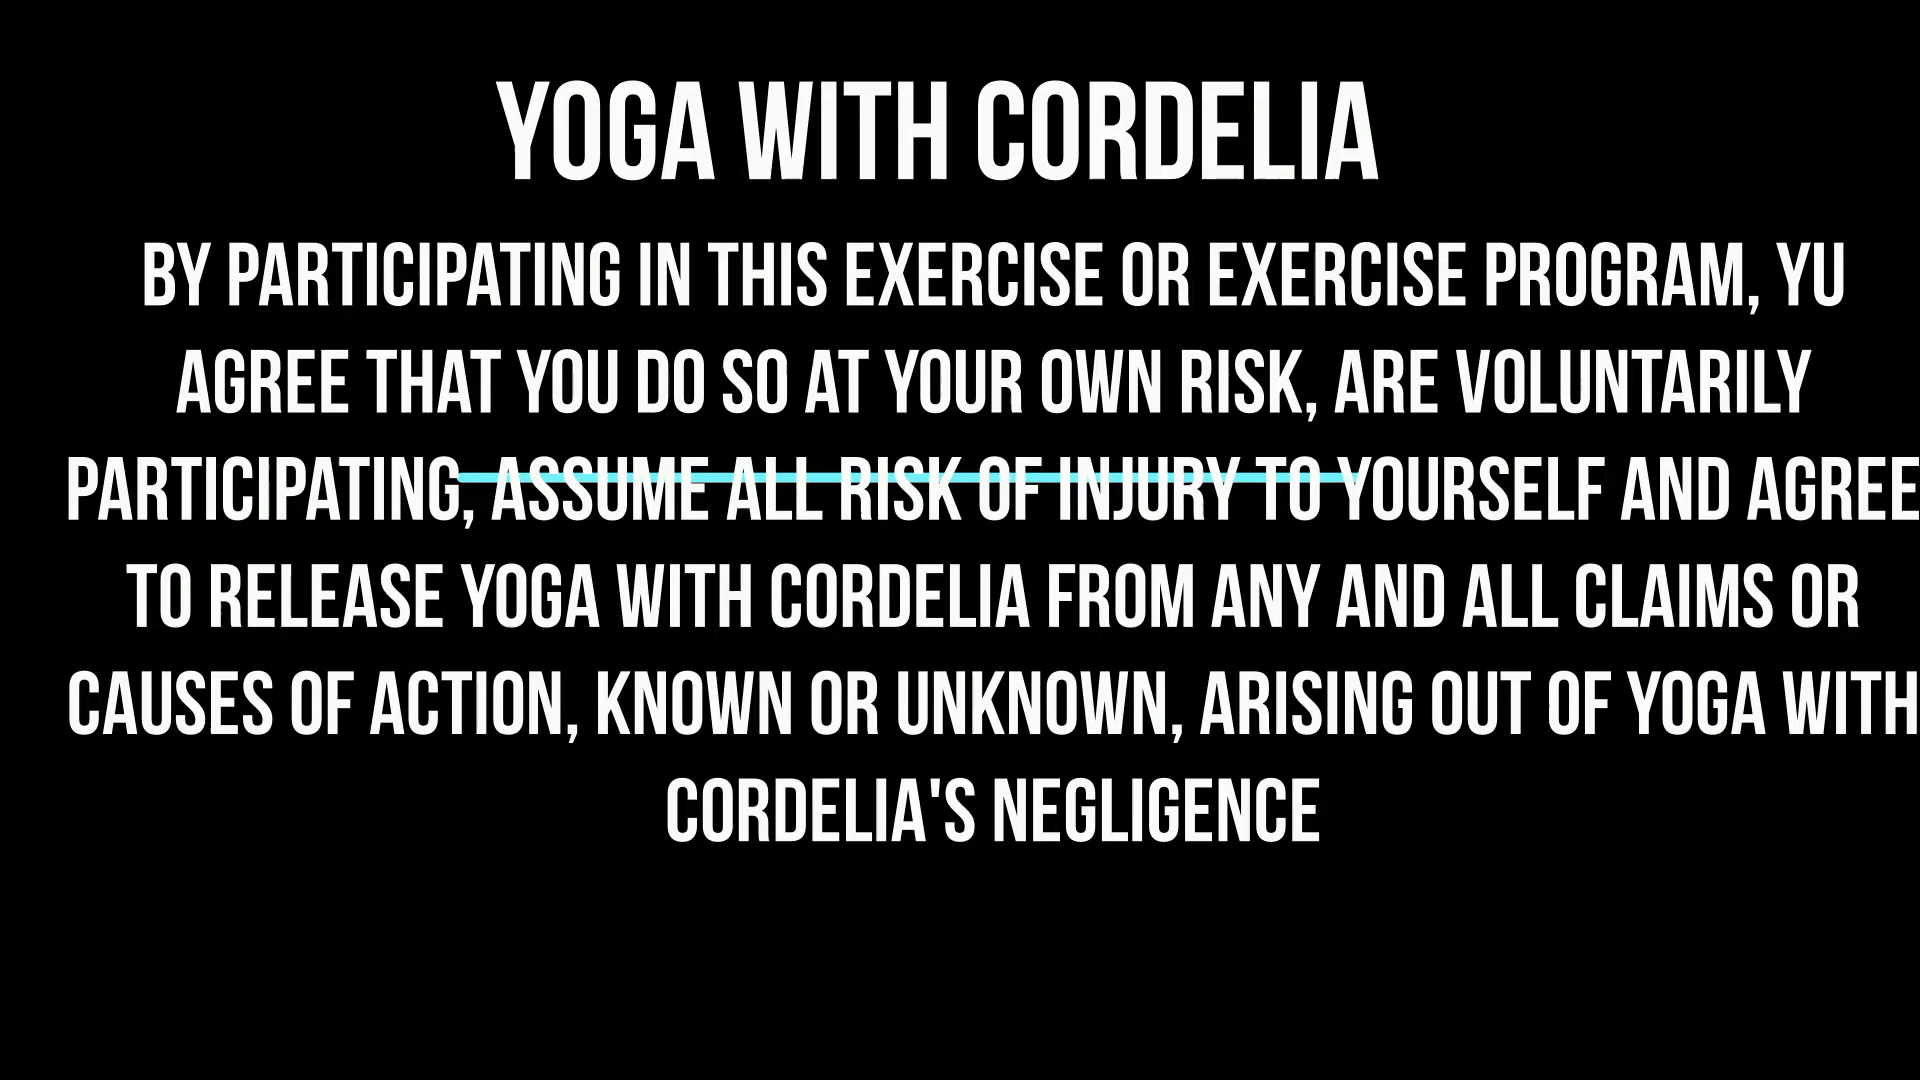 YOGA WITH CORDELIA
BY PARTICIPATING IN THIS EXERCISE OR EXERCISE PROGRAM, YU
AGREE THAT YOU DO SO AT YOUR OWN RISK, ARE VOLUNTARILY
PARTICIPATING, ASSUME ALL RISK OF INJURY TO YOURSELF AND AGREE
TO RELEASE YOGA WITH CORDELIA FROM ANY AND ALL CLAIMS OR
CAUSES OF ACTION, KNOWN OR UNKNOWN, ARISING OUT OF YOGA WITH
CORDELIA'S NEGLIGENCE